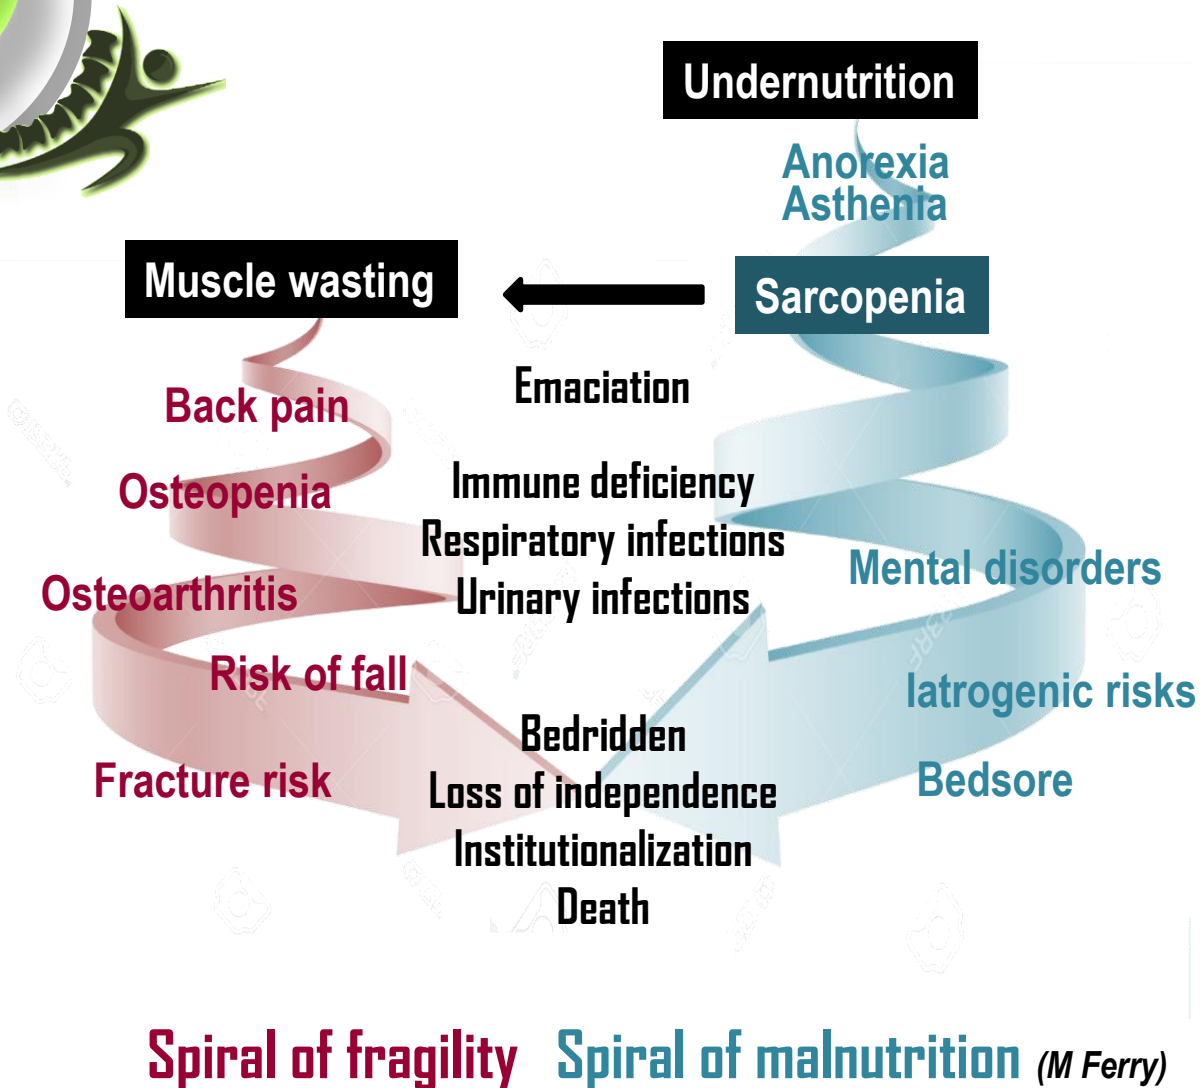 Undernutrition
Anorexia
Asthenia
Muscle wasting
Sarcopenia
Emaciation
Back pain
Immune deficiency
Osteopenia
Respiratory infections
Mental disorders
Osteoarthritis
Urinary infections
Risk of fall
Iatrogenic risks
Bedridden
Fracture risk
Loss of independence
Bedsore
Institutionalization
Death
Spiral of fragility Spiral of malnutrition (M Ferry)